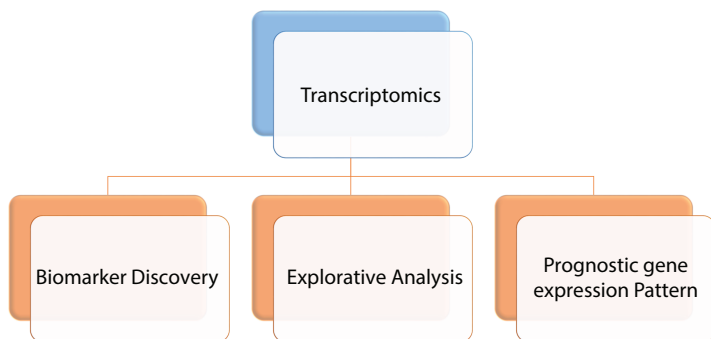 Transcriptomics
Biomarker Discovery
Explorative Analysis
Prognostic gene
expression Pattern